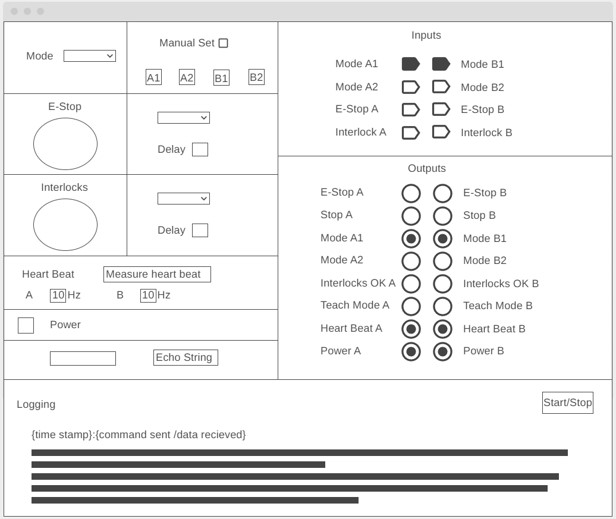 Mode
Manual Set
A1 A2 B1 B2
E-Stop
Delay
Interlocks
Delay
Heart Beat Measure heart beat
A 10 Hz B 10 Hz
Power
Echo String
Inputs
Mode A1 Mode B1
Mode A2 Mode B2
E-Stop A E-Stop B
Interlock A Interlock B
Outputs
E-Stop A E-Stop B
Stop A Stop B
Mode A1 Mode B1
Mode A2 Mode B2
Interlocks OK A Interlocks OK B
Teach Mode A Teach Mode B
Heart Beat A Heart Beat B
Power A Power B
Logging
Start/Stop
{time stamp}:{command sent /data recieved}